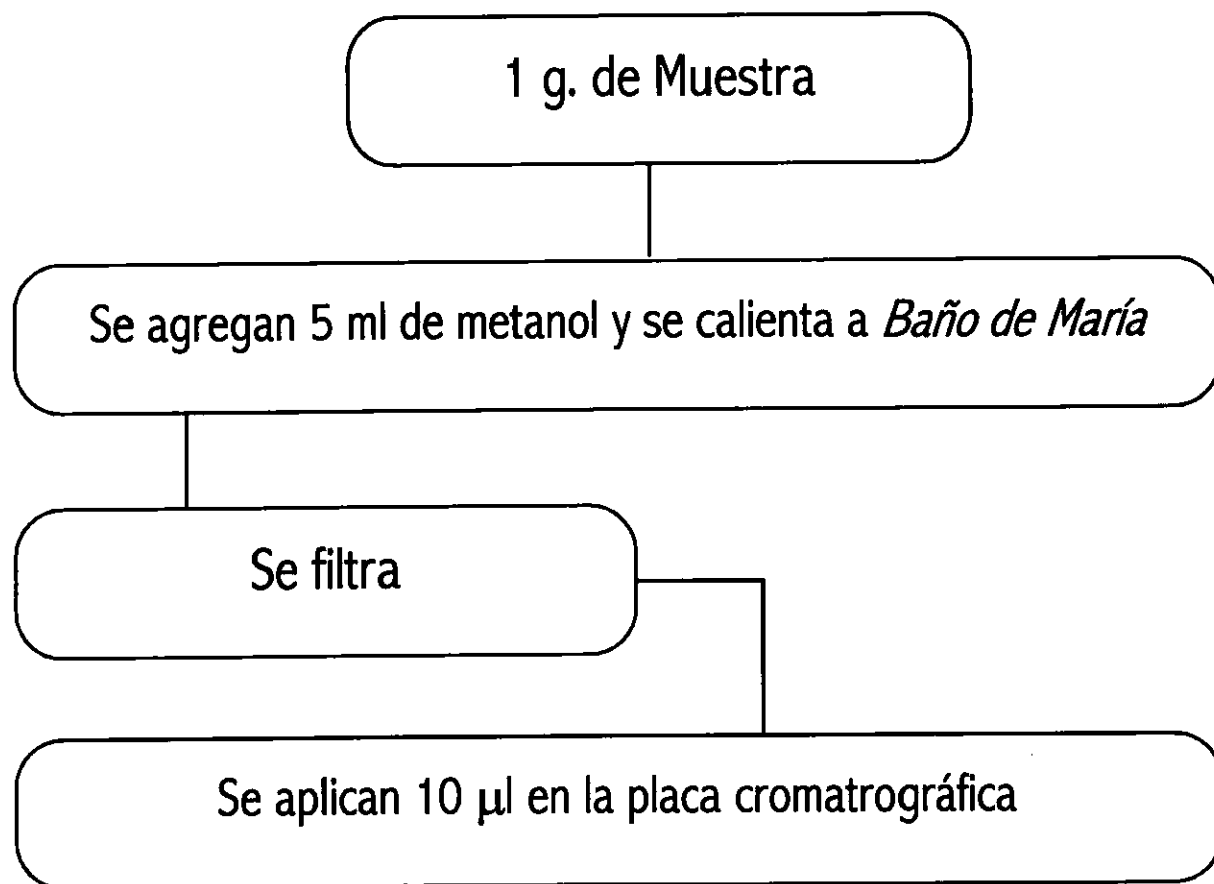 1 g. de Muestra
Se agregan 5 ml de metanol y se calienta a Baño de María
Se filtra
Se aplican 10 µl en la placa cromatrográfica